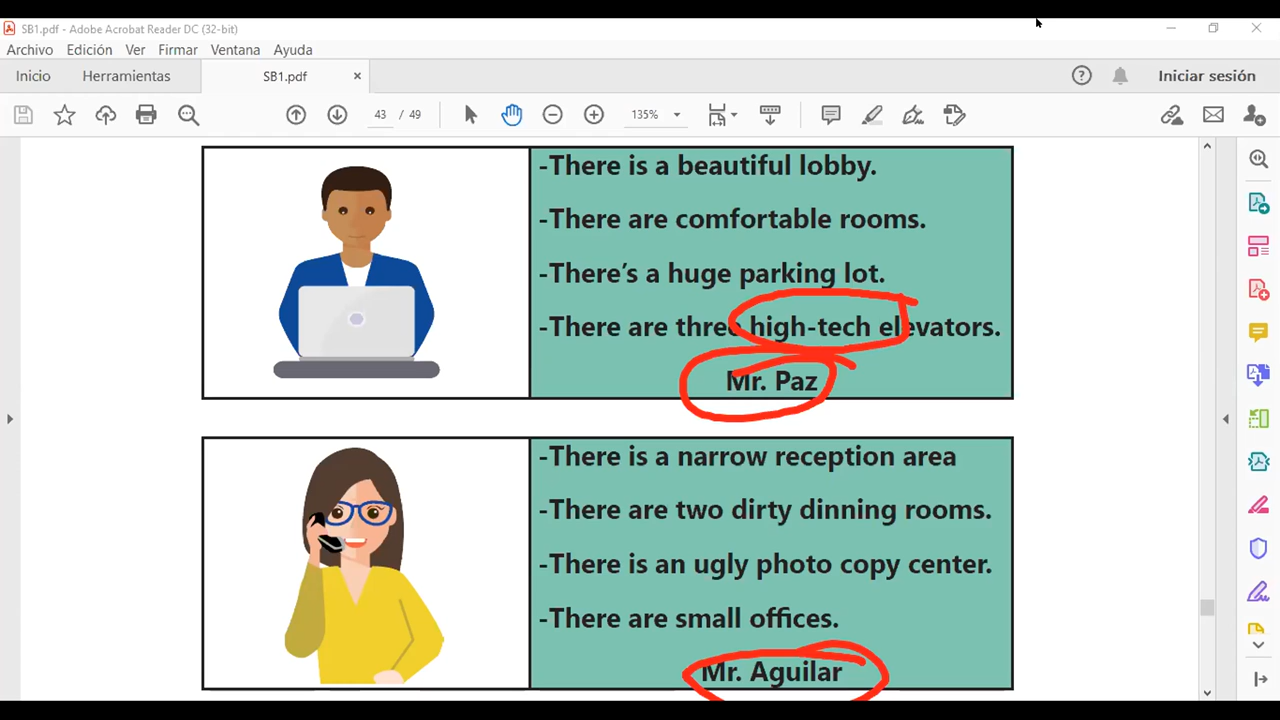 SB1.pdf - Adobe Acrobat Reader DC (32-bit)
Archivo Edición Ver Firmar Ventana Ayuda
Inicio Herramientas SB1.pdf Iniciar sesión
43 / 49 135%
-There is a beautiful lobby.
-There are comfortable rooms.
-There's a huge parking lot.
-There are three high-tech elevators.
Mr. Paz
-There is a narrow reception area
-There are two dirty dinning rooms.
-There is an ugly photo copy center.
-There are small offices.
Mr. Aguilar